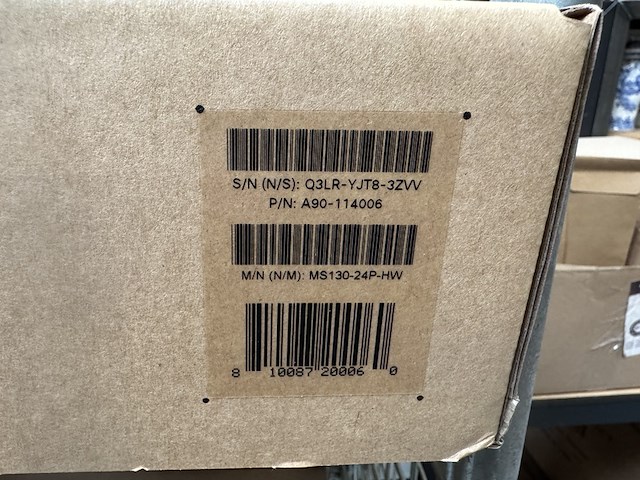 S/N (N/S): Q3LR-YJT8-3ZVV
P/N: A90-114006
M/N (N/M): MS130-24P-HW
8 10087 20006 0